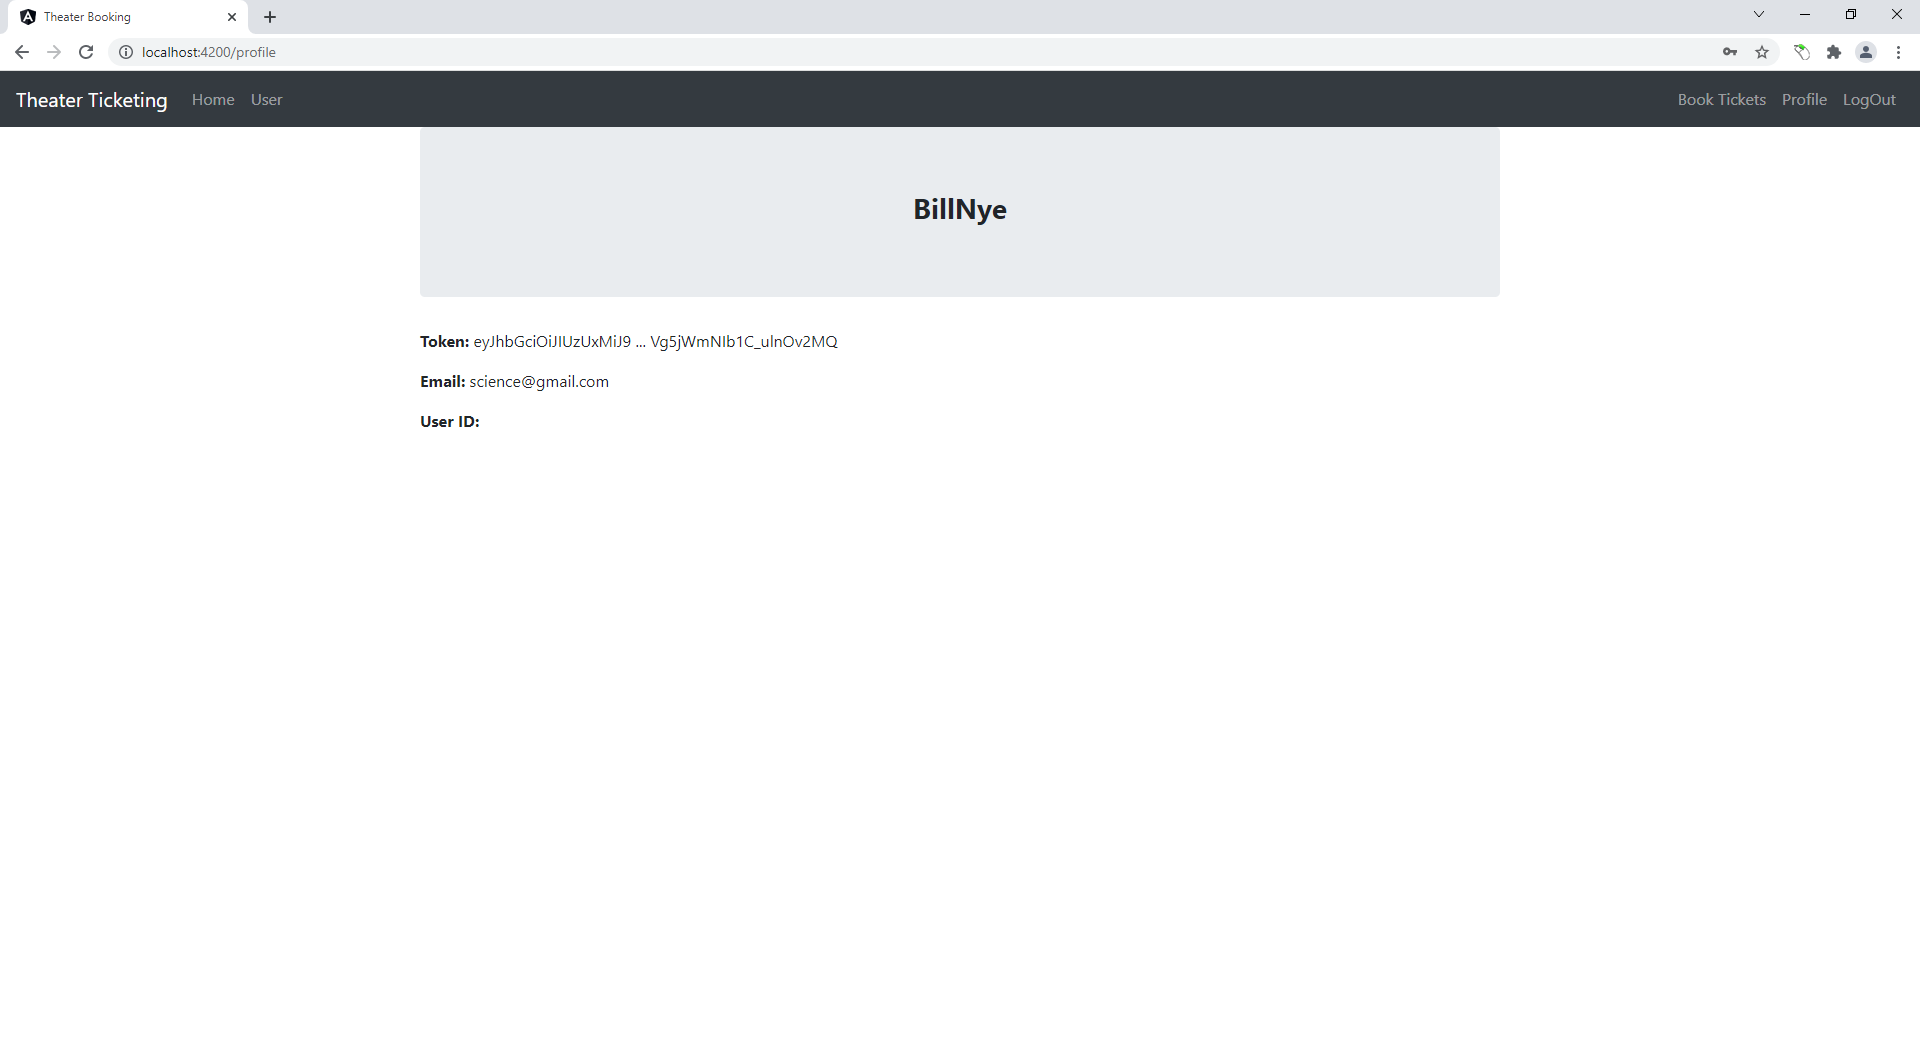 Theater Booking
localhost:4200/profile
Theater Ticketing Home User Book Tickets Profile LogOut
BillNye
Token: eyJhbGciOiJIUzUxMiJ9 ... Vg5jWmNIb1C_ulnOv2MQ
Email: science@gmail.com
User ID: